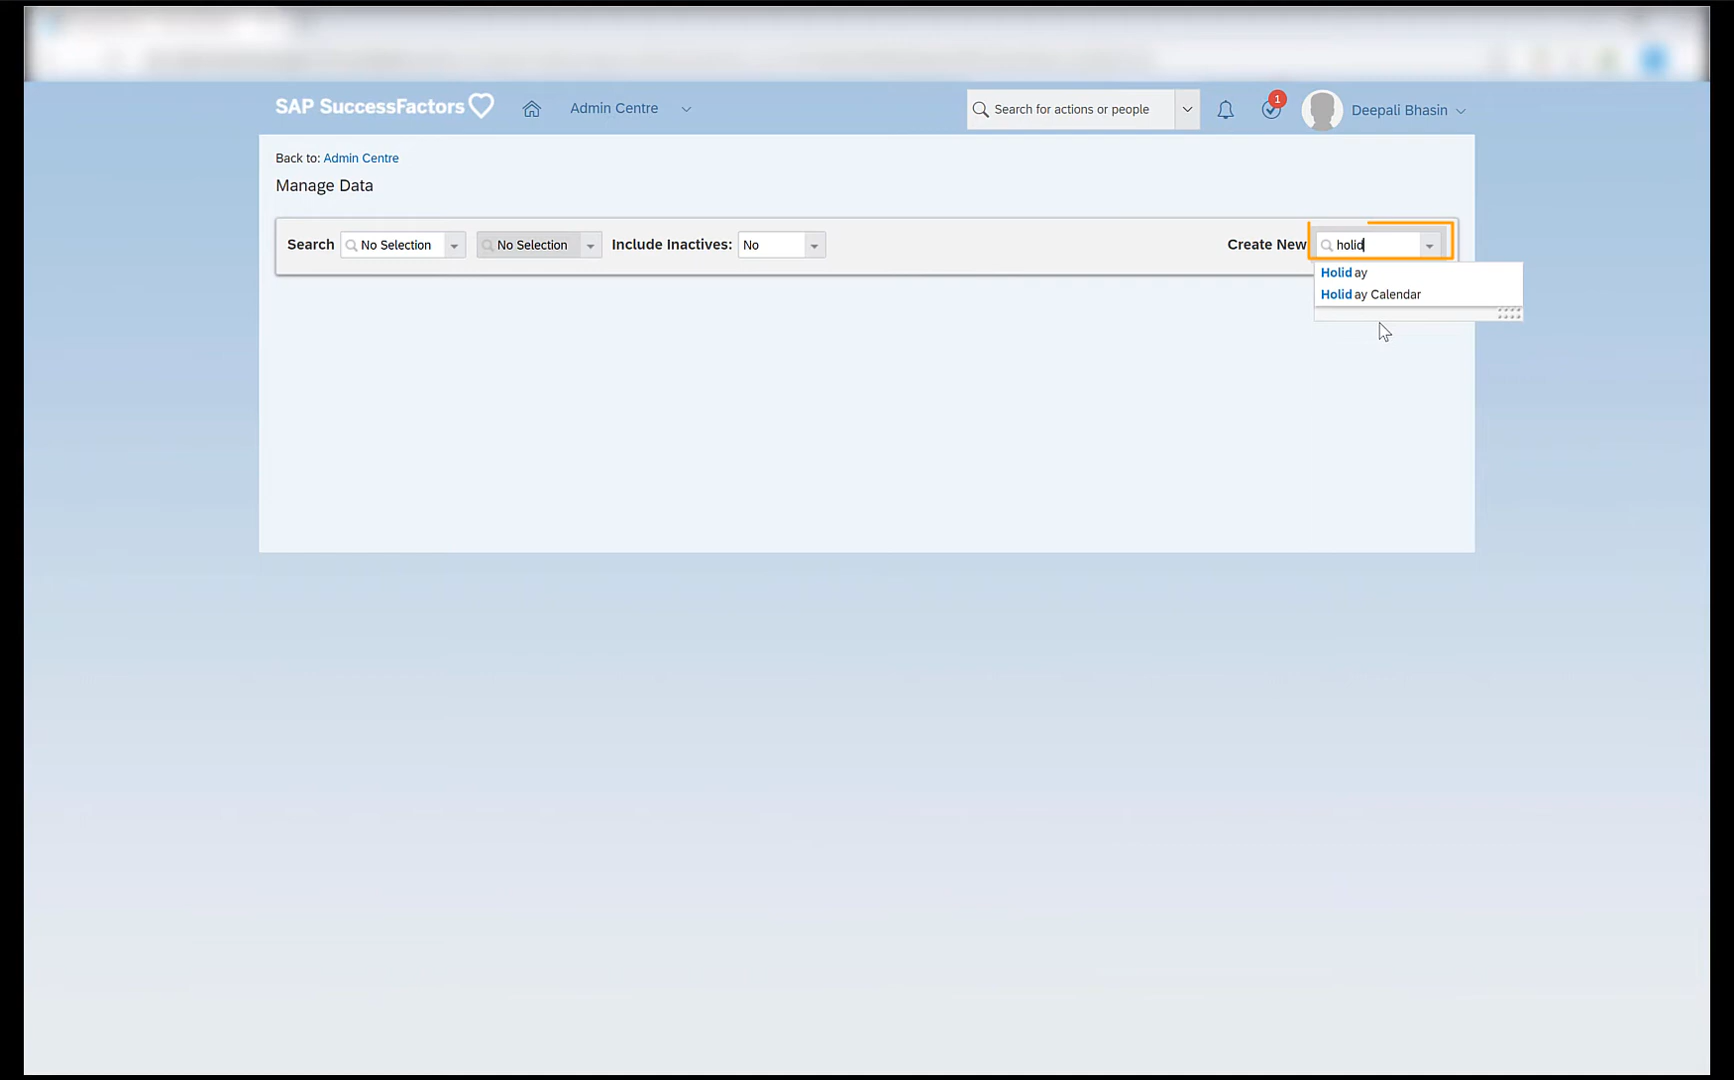 SAP SuccessFactors Admin Centre Search for actions or people 1 Deepali Bhasin
Back to: Admin Centre
Manage Data
Search No Selection No Selection Include Inactives: No Create New holid
Holiday
Holiday Calendar